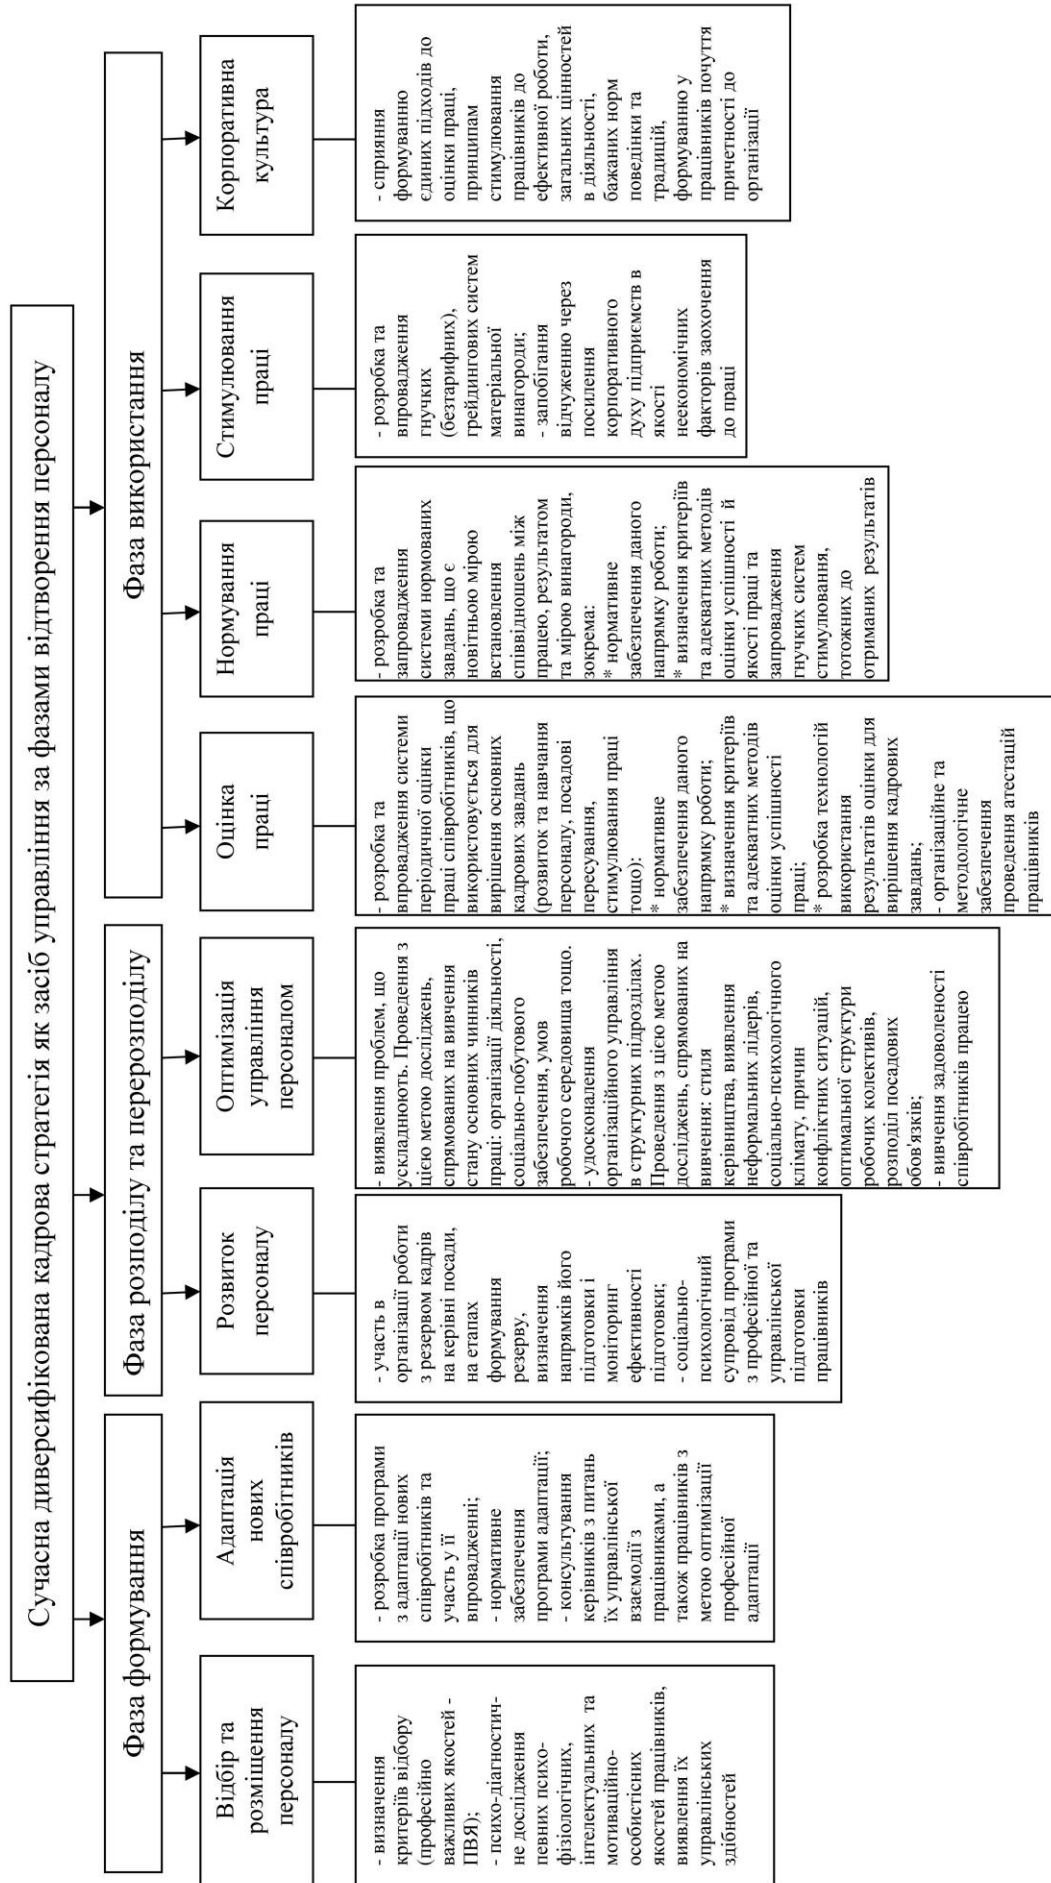 Сучасна диверсифікована кадрова стратегія як засіб управління за фазами відтворення персоналу
Фаза формування
Фаза розподілу та перерозподілу
Фаза використання
Відбір та
розміщення
персоналу
Адаптація
нових
співробітників
Розвиток
персоналу
Оптимізація
управління
персоналом
Оцінка
праці
Нормування
праці
Стимулювання
праці
Корпоративна
культура
- визначення
критеріїв відбору
(професійно
важливих якостей -
ПВЯ);
- психо-діагностич-
не дослідження
певних психо-
фізіологічних,
інтелектуальних та
мотиваційно-
особистісних
якостей працівників,
виявлення їх
управлінських
здібностей
- розробка програми
з адаптації нових
співробітників та
участь у її
впровадженні;
- нормативне
забезпечення
програми адаптації;
- консультування
керівників з питань
їх управлінської
взаємодії з
працівниками, а
також працівників з
метою оптимізації
професійної
адаптації
- участь в
організації роботи
з резервом кадрів
на керівні посади,
на етапах
формування
резерву,
визначення
напрямків його
підготовки і
моніторинг
ефективності
підготовки;
- соціально-
психологічний
супровід програми
з професійної та
управлінської
підготовки
працівників
- виявлення проблем, що
ускладнюють. Проведення з
цією метою досліджень,
спрямованих на вивчення
стану основних чинників
праці: організації діяльності,
соціально-побутового
забезпечення, умов
робочого середовища тощо.
- удосконалення
організаційного управління
в структурних підрозділах.
Проведення з цією метою
досліджень, спрямованих на
вивчення: стиля
керівництва, виявлення
неформальних лідерів,
соціально-психологічного
клімату, причин
конфліктних ситуацій,
оптимальної структури
робочих колективів,
розподіл посадових
обов'язків;
- вивчення задоволеності
співробітників працею
- розробка та
впровадження системи
періодичної оцінки
праці співробітників, що
використовується для
вирішення основних
кадрових завдань
(розвиток та навчання
персоналу, посадові
пересування,
стимулювання праці
тощо):
* нормативне
забезпечення даного
напрямку роботи;
* визначення критеріїв
та адекватних методів
оцінки успішності
праці;
* розробка технологій
використання
результатів оцінки для
вирішення кадрових
завдань;
- організаційне та
методологічне
забезпечення
проведення атестацій
працівників
- розробка та
запровадження
системи нормованих
завдань, що є
новітньою мірою
встановлення
співвідношень між
працею, результатом
та мірою винагороди,
зокрема:
* нормативне
забезпечення даного
напрямку роботи;
* визначення критеріїв
та адекватних методів
оцінки успішності й
якості праці та
запровадження
гнучких систем
стимулювання,
тотожних до
отриманих результатів
- розробка та
впровадження
гнучких
(безтарифних),
грейдингових систем
матеріальної
винагороди;
- запобігання
відчуженню через
посилення
корпоративного
духу підприємств в
якості
неекономічних
факторів заохочення
до праці
- сприяння
формуванню
єдиних підходів до
оцінки праці,
принципам
стимулювання
працівників до
ефективної роботи,
загальних цінностей
в діяльності,
бажаних норм
поведінки та
традицій,
формуванню у
працівників почуття
причетності до
організації